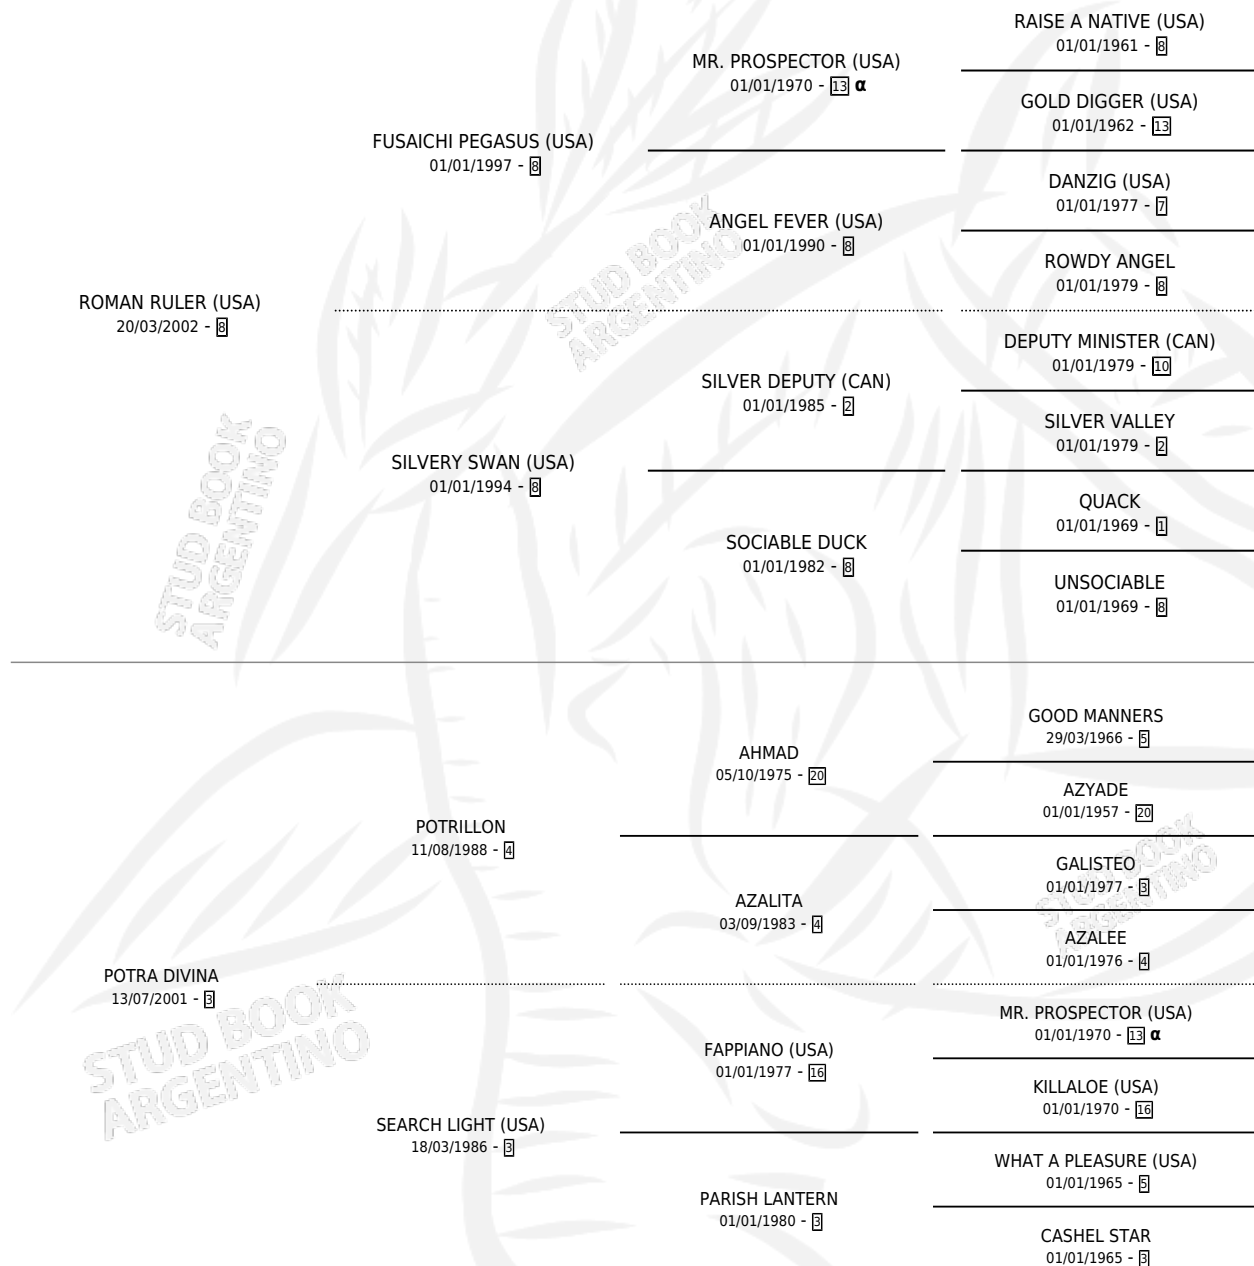 RAISE A NATIVE (USA)
01/01/1961 - 8
MR. PROSPECTOR (USA)
01/01/1970 - 13 α
GOLD DIGGER (USA)
01/01/1962 - 13
FUSAICHI PEGASUS (USA)
01/01/1997 - 8
DANZIG (USA)
01/01/1977 - 7
ANGEL FEVER (USA)
01/01/1990 - 8
ROWDY ANGEL
01/01/1979 - 8
STUD BOOK
ARGENTINO
ROMAN RULER (USA)
20/03/2002 - 8
DEPUTY MINISTER (CAN)
01/01/1979 - 10
SILVER DEPUTY (CAN)
01/01/1985 - 2
SILVER VALLEY
01/01/1979 - 2
SILVERY SWAN (USA)
01/01/1994 - 8
QUACK
01/01/1969 - 1
SOCIABLE DUCK
01/01/1982 - 8
UNSOCIABLE
01/01/1969 - 8
STUD BOOK
ARGENTINO
GOOD MANNERS
29/03/1966 - 5
AHMAD
05/10/1975 - 20
AZYADE
01/01/1957 - 20
POTRILLON
11/08/1988 - 4
GALISTEO
01/01/1977 - 3
AZALITA
03/09/1983 - 4
AZALEE
01/01/1976 - 4
STUD BOOK
ARGENTINO
POTRA DIVINA
13/07/2001 - 3
MR. PROSPECTOR (USA)
01/01/1970 - 13 α
FAPPIANO (USA)
01/01/1977 - 16
KILLALOE (USA)
01/01/1970 - 16
SEARCH LIGHT (USA)
18/03/1986 - 3
WHAT A PLEASURE (USA)
01/01/1965 - 5
PARISH LANTERN
01/01/1980 - 3
CASHEL STAR
01/01/1965 - 3
STUD BOOK
ARGENTINO